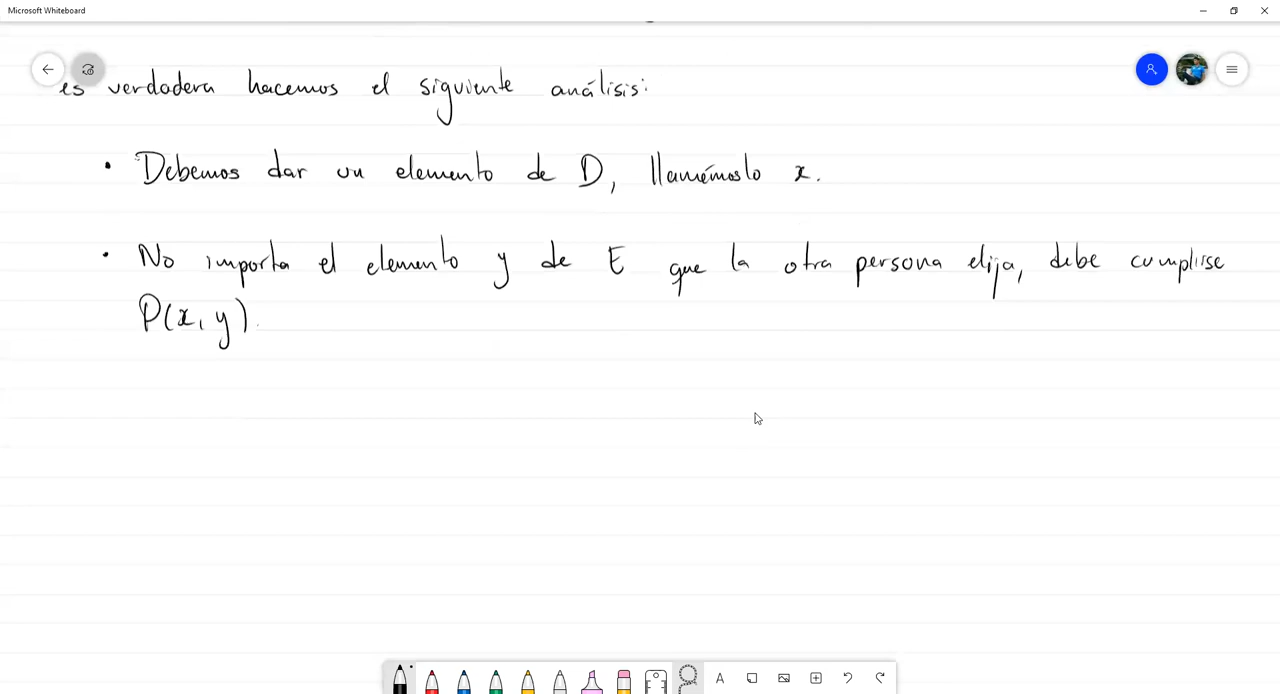 Microsoft Whiteboard
es verdadera hacemos el siguiente análisis:
• Debemos dar un elemento de D, llamémoslo x.
• No importa el elemento y de E que la otra persona elija, debe cumplirse
P(x, y).